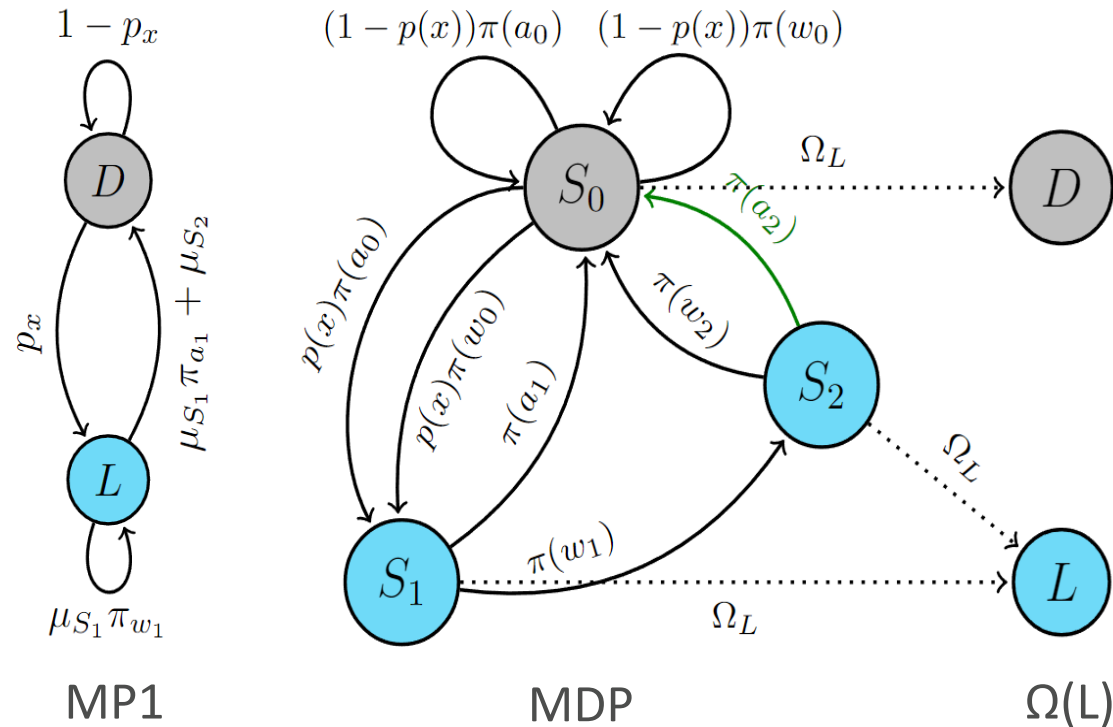 1 − p_x
D
p_x
μ_{S_1} π_{a_1} + μ_{S_2}
L
μ_{S_1} π_{w_1}
MP1
(1 − p(x))π(a_0)
(1 − p(x))π(w_0)
S_0
Ω_L
D
p(x)π(a_0)
p(x)π(w_0)
π(a_1)
π(w_2)
π(a_2)
S_2
Ω_L
S_1
π(w_1)
Ω_L
L
MDP
Ω(L)